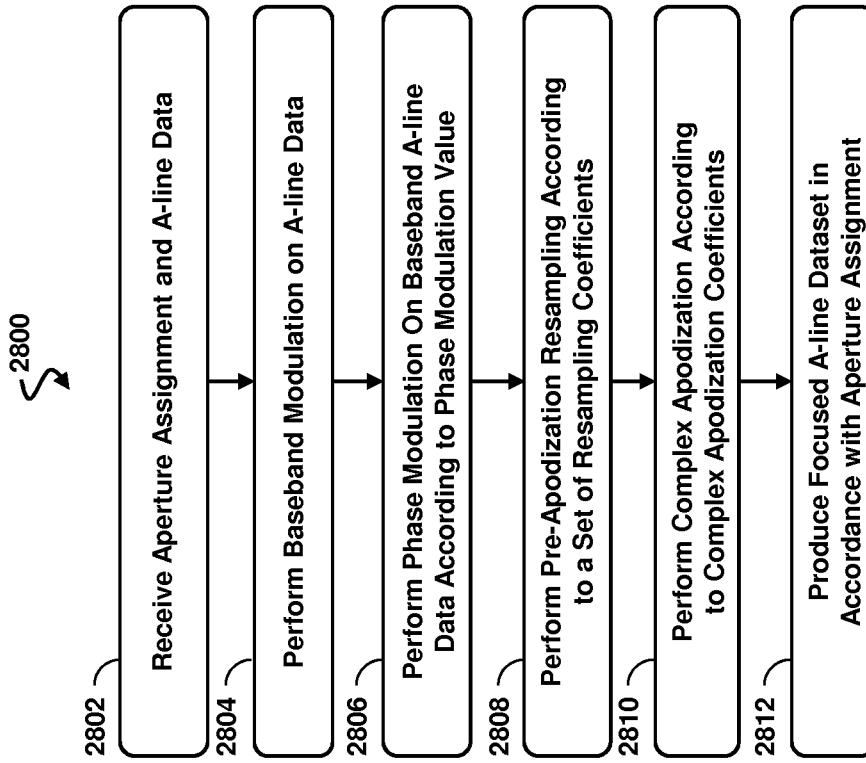 2800
2802
Receive Aperture Assignment and A-line Data
2804
Perform Baseband Modulation on A-line Data
2806
Perform Phase Modulation On Baseband A-line
Data According to Phase Modulation Value
2808
Perform Pre-Apodization Resampling According
to a Set of Resampling Coefficients
2810
Perform Complex Apodization According
to Complex Apodization Coefficients
2812
Produce Focused A-line Dataset in
Accordance with Aperture Assignment